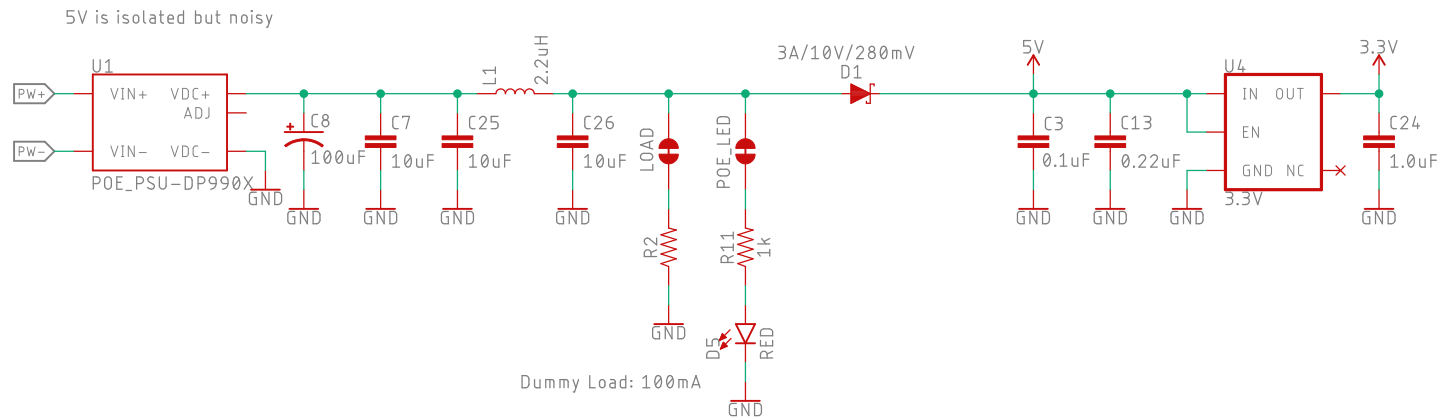 5V is isolated but noisy
3A/10V/280mV
5V
3.3V
U1
L1
2.2uH
D1
U4
PW+
VIN+
VDC+
IN
OUT
ADJ
C8
C7
C25
C26
LOAD
POE_LED
C3
C13
EN
C24
PW-
VIN-
VDC-
100uF
10uF
10uF
10uF
0.1uF
0.22uF
1.0uF
GND
NC
POE_PSU-DP990X
GND
3.3V
GND
GND
GND
GND
GND
GND
GND
GND
R2
R11
1k
GND
D5
RED
Dummy Load: 100mA
GND